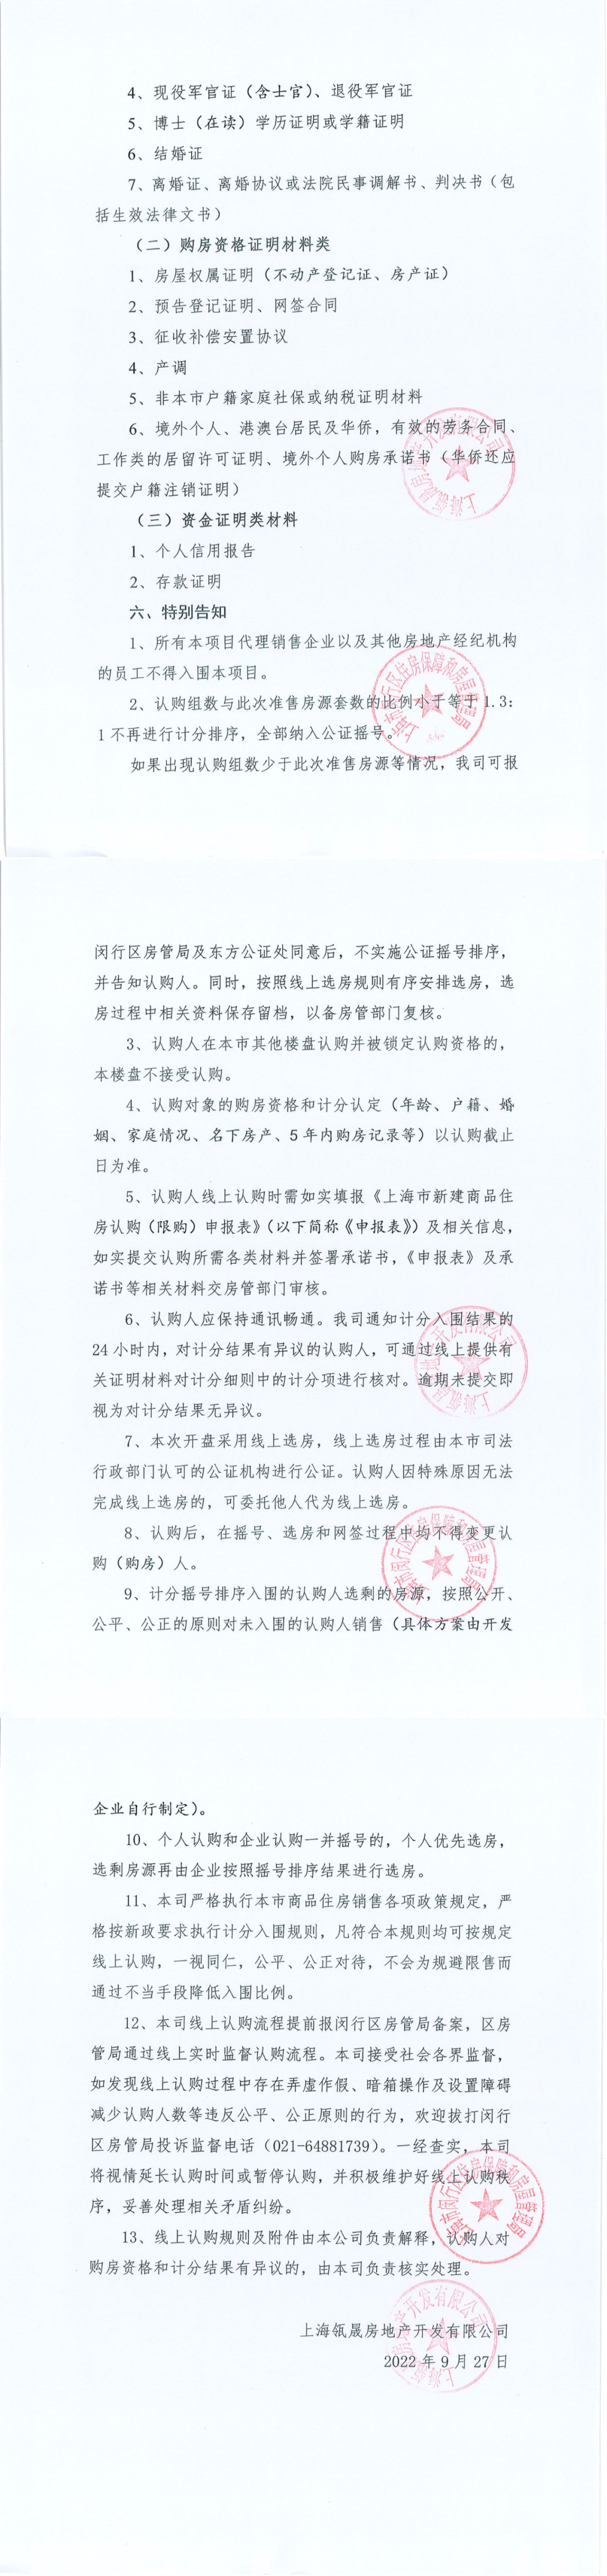 4、现役军官证（含士官）、退役军官证
5、博士（在读）学历证明或学籍证明
6、结婚证
7、离婚证、离婚协议或法院民事调解书、判决书（包
括生效法律文书）
（二）购房资格证明材料类
1、房屋权属证明（不动产登记证、房产证）
2、预告登记证明、网签合同
3、征收补偿安置协议
4、产调
5、非本市户籍家庭社保或纳税证明材料
6、境外个人、港澳台居民及华侨，有效的劳务合同、
工作类的居留许可证明、境外个人购房承诺书（华侨还应
提交户籍注销证明）
（三）资金证明类材料
1、个人信用报告
2、存款证明
六、特别告知
1、所有本项目代理销售企业以及其他房地产经纪机构
的员工不得入围本项目。
2、认购组数与此次准售房源套数的比例小于等于1.3：
1不再进行计分排序，全部纳入公证摇号。
如果出现认购组数少于此次准售房源等情况，我司可报
闵行区房管局及东方公证处同意后，不实施公证摇号排序，
并告知认购人。同时，按照线上选房规则有序安排选房，选
房过程中相关资料保存留档，以备房管部门复核。
3、认购人在本市其他楼盘认购并被锁定认购资格的，
本楼盘不接受认购。
4、认购对象的购房资格和计分认定（年龄、户籍、婚
姻、家庭情况、名下房产、5年内购房记录等）以认购截止
日为准。
5、认购人线上认购时需如实填报《上海市新建商品住
房认购（限购）申报表》（以下简称《申报表》）及相关信息，
如实提交认购所需各类材料并签署承诺书，《申报表》及承
诺书等相关材料交房管部门审核。
6、认购人应保持通讯畅通。我司通知计分入围结果的
24小时内，对计分结果有异议的认购人，可通过线上提供有
关证明材料对计分细则中的计分项进行核对。逾期未提交即
视为对计分结果无异议。
7、本次开盘采用线上选房，线上选房过程由本市司法
行政部门认可的公证机构进行公证。认购人因特殊原因无法
完成线上选房的，可委托他人代为线上选房。
8、认购后，在摇号、选房和网签过程中均不得变更认
购（购房）人。
9、计分摇号排序入围的认购人选剩的房源，按照公开、
公平、公正的原则对未入围的认购人销售（具体方案由开发
企业自行制定）。
10、个人认购和企业认购一并摇号的，个人优先选房，
选剩房源再由企业按照摇号排序结果进行选房。
11、本司严格执行本市商品住房销售各项政策规定，严
格按新政要求执行计分入围规则，凡符合本规则均可按规定
线上认购，一视同仁，公平、公正对待，不会为规避限售而
通过不当手段降低入围比例。
12、本司线上认购流程提前报闵行区房管局备案，区房
管局通过线上实时监督认购流程。本司接受社会各界监督，
如发现线上认购过程中存在弄虚作假、暗箱操作及设置障碍
减少认购人数等违反公平、公正原则的行为，欢迎拔打闵行
区房管局投诉监督电话（021-64881739）。一经查实，本司
将视情延长认购时间或暂停认购，并积极维护好线上认购秩
序，妥善处理相关矛盾纠纷。
13、线上认购规则及附件由本公司负责解释，认购人对
购房资格和计分结果有异议的，由本司负责核实处理。
上海瓴晟房地产开发有限公司
2022年9月27日